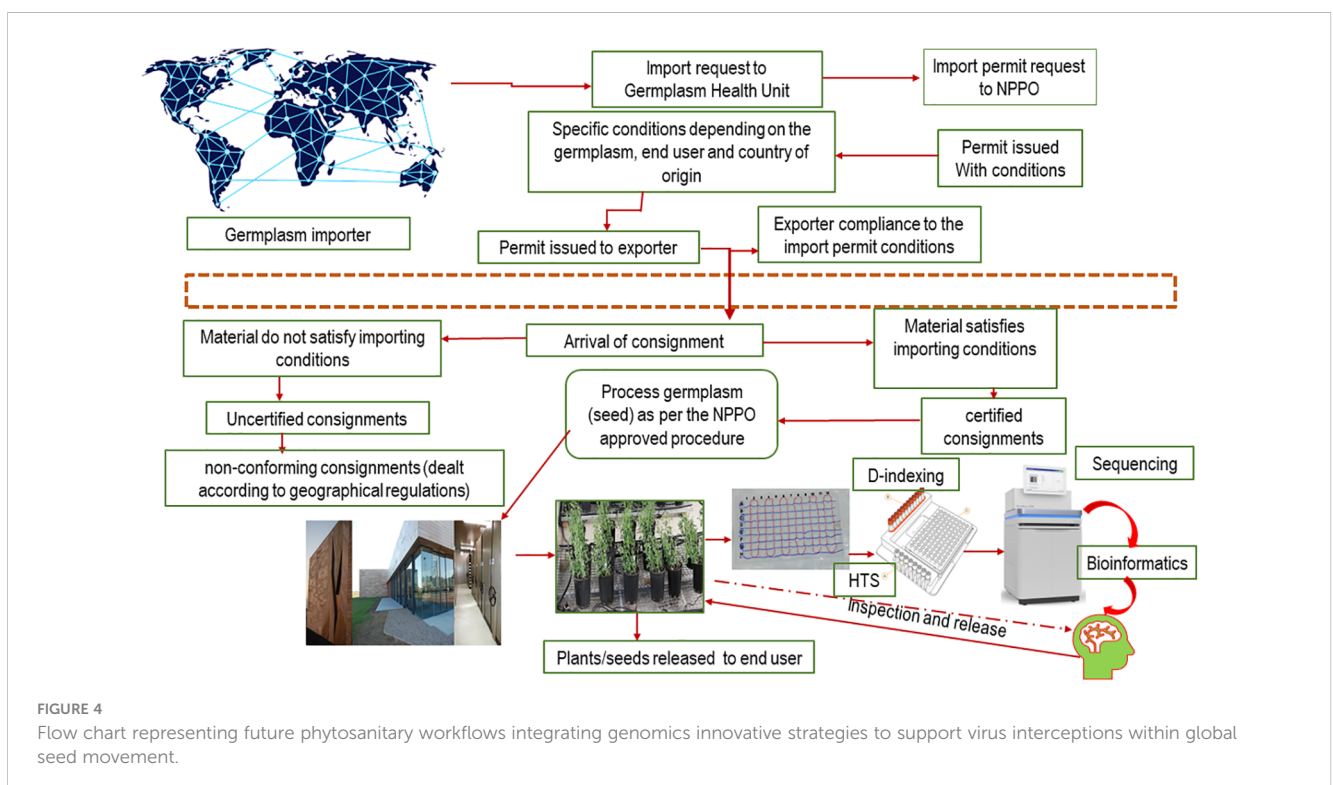 Import request to
Germplasm Health Unit
Import permit request
to NPPO
Specific conditions depending on the
germplasm, end user and country of
origin
Permit issued
With conditions
Germplasm importer
Permit issued to exporter
Exporter compliance to the
import permit conditions
Material do not satisfy importing
conditions
Arrival of consignment
Material satisfies
importing conditions
Uncertified consignments
Process germplasm
(seed) as per the NPPO
approved procedure
certified
consignments
non-conforming consignments (dealt
according to geographical regulations)
D-indexing
Sequencing
HTS
Bioinformatics
Inspection and release
Plants/seeds released to end user
FIGURE 4
Flow chart representing future phytosanitary workflows integrating genomics innovative strategies to support virus interceptions within global
seed movement.